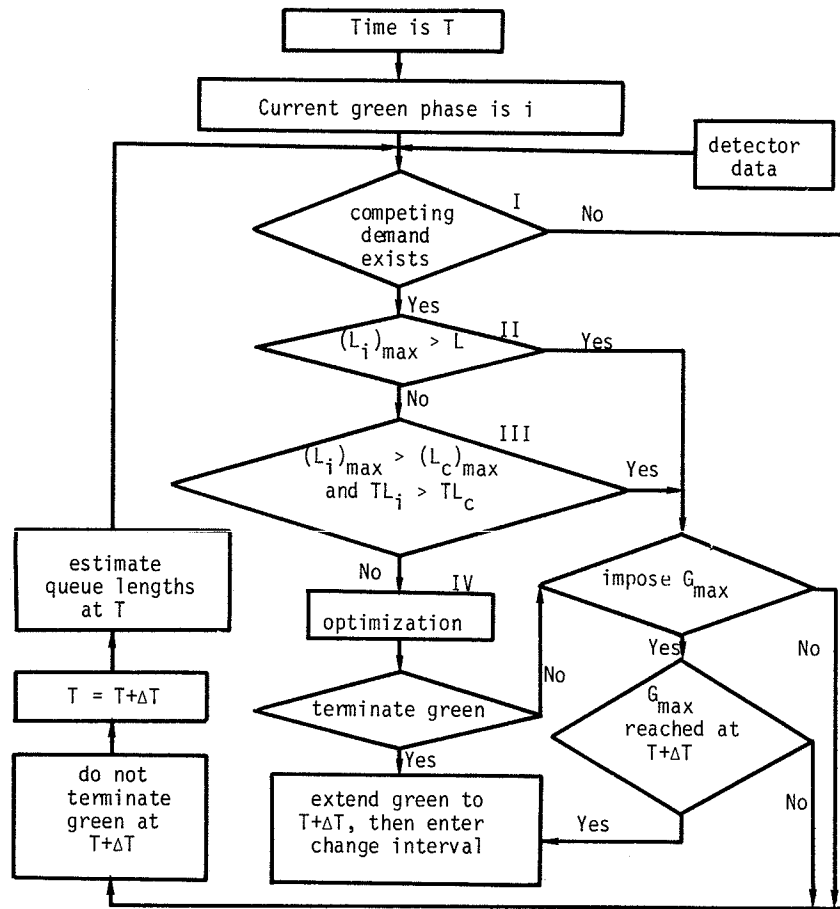 Time is T
Current green phase is i
detector
data
I
No
competing
demand
exists
Yes
(L_i)_max > L
II
Yes
No
III
(L_i)_max > (L_c)_max
and TL_i > TL_c
Yes
No
IV
optimization
impose G_max
Yes
No
estimate
queue lengths
at T
T = T+ΔT
terminate green
No
Yes
G_max
reached at
T+ΔT
No
Yes
do not
terminate
green at
T+ΔT
extend green to
T+ΔT, then enter
change interval